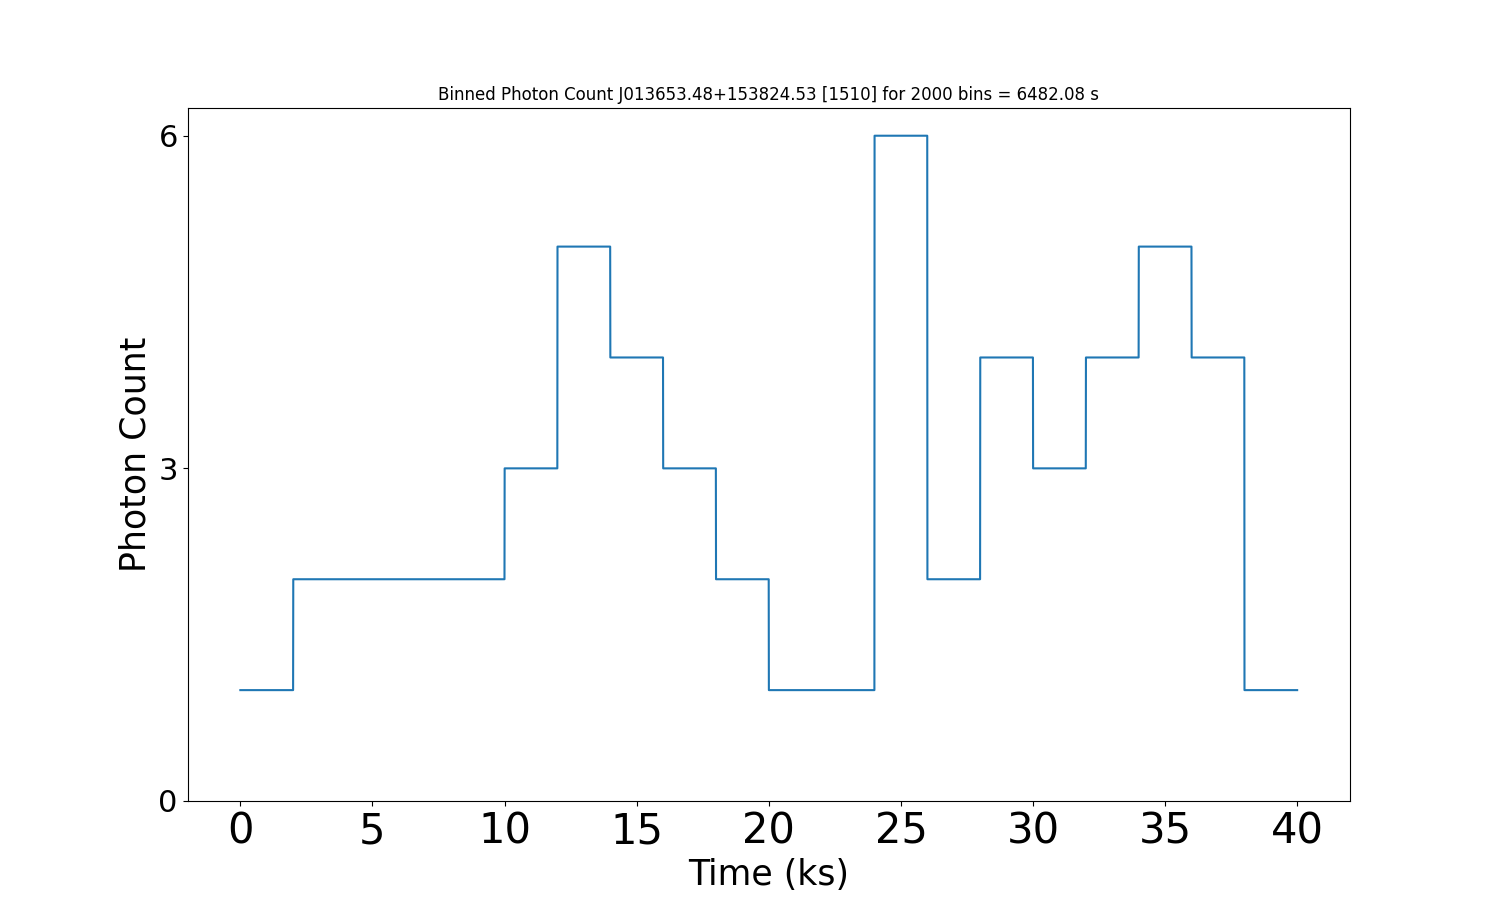 Binned Photon Count J013653.48+153824.53 [1510] for 2000 bins = 6482.08 s
6
3
0
Photon Count
0 5 10 15 20 25 30 35 40
Time (ks)